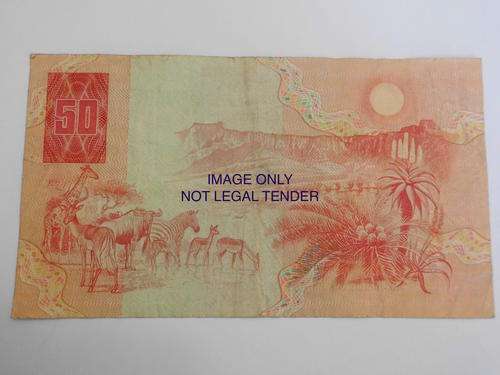 50
IMAGE ONLY
NOT LEGAL TENDER